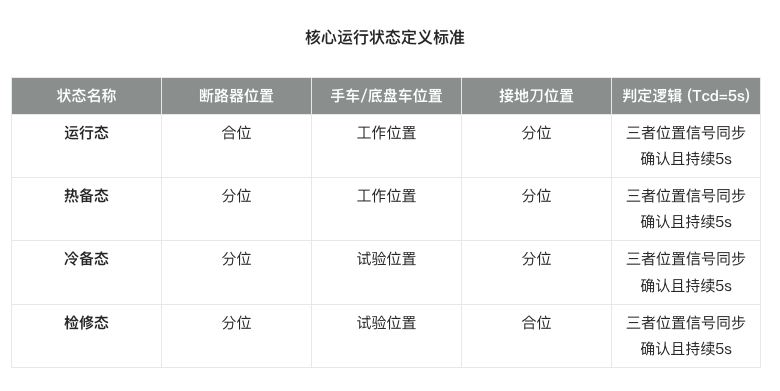 核心运行状态定义标准
状态名称 断路器位置 手车/底盘车位置 接地刀位置 判定逻辑 (Tcd=5s)
运行态 合位 工作位置 分位 三者位置信号同步
确认且持续5s
热备态 分位 工作位置 分位 三者位置信号同步
确认且持续5s
冷备态 分位 试验位置 分位 三者位置信号同步
确认且持续5s
检修态 分位 试验位置 合位 三者位置信号同步
确认且持续5s